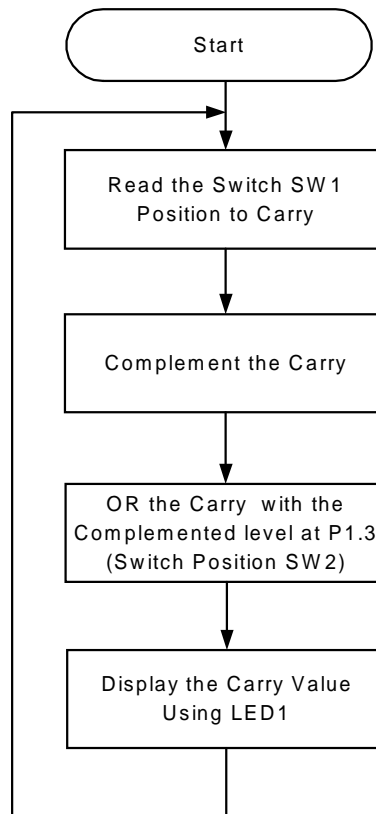 Start
Read the Switch SW1
Position to Carry
Complement the Carry
OR the Carry with the
Complemented level at P1.3
(Switch Position SW2)
Display the Carry Value
Using LED1